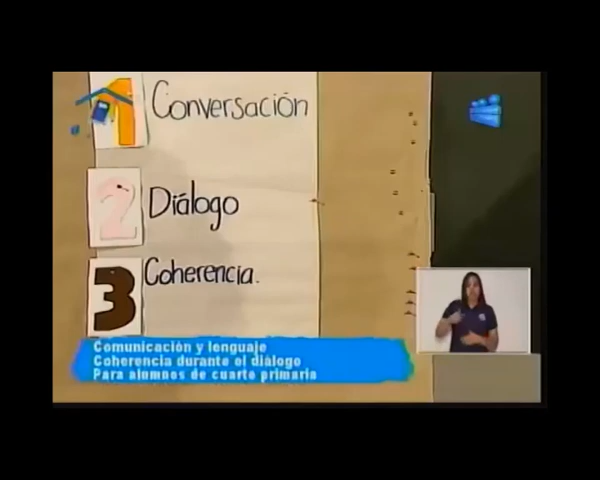 1 Conversación
2 Diálogo
3 Coherencia.
Comunicación y lenguaje
Coherencia durante el diálogo
Para alumnos de cuarto primaria